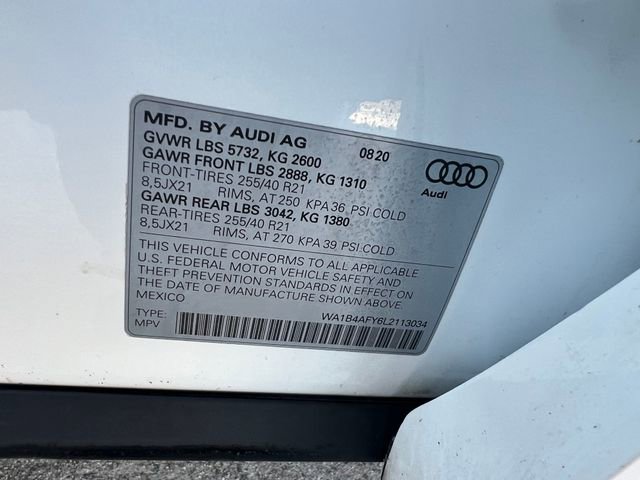 MFD. BY AUDI AG
GVWR LBS 5732, KG 2600 08 20
GAWR FRONT LBS 2888, KG 1310
FRONT-TIRES 255/40 R21
8,5JX21 RIMS, AT 250 KPA 36 PSI COLD
GAWR REAR LBS 3042, KG 1380
REAR-TIRES 255/40 R21
8,5JX21 RIMS, AT 270 KPA 39 PSI COLD
Audi
THIS VEHICLE CONFORMS TO ALL APPLICABLE
U.S. FEDERAL MOTOR VEHICLE SAFETY AND
THEFT PREVENTION STANDARDS IN EFFECT ON
THE DATE OF MANUFACTURE SHOWN ABOVE.
MEXICO
TYPE: WA1B4AFY6L2113034
MPV